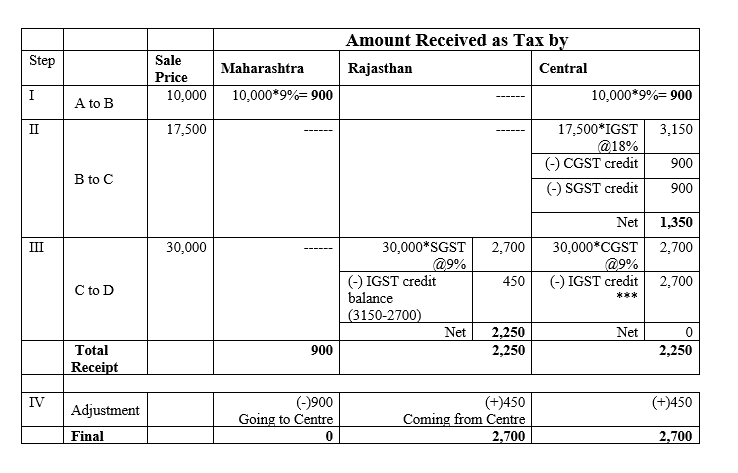 Amount Received as Tax by
Step Sale Price Maharashtra Rajasthan Central
I A to B 10,000 10,000*9%= 900 ------ 10,000*9%= 900
II B to C 17,500 ------ ------ 17,500*IGST @18% 3,150
(-) CGST credit 900
(-) SGST credit 900
Net 1,350
III C to D 30,000 ------ 30,000*SGST @9% 2,700 30,000*CGST @9% 2,700
(-) IGST credit balance (3150-2700) 450 (-) IGST credit *** 2,700
Net 2,250 Net 0
Total Receipt 900 2,250 2,250
IV Adjustment (-)900 Going to Centre (+)450 Coming from Centre (+)450
Final 0 2,700 2,700